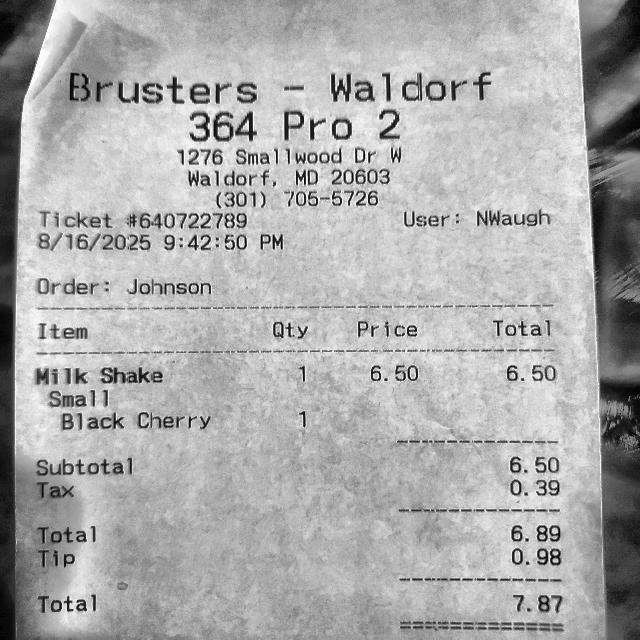 Brusters - Waldorf
364 Pro 2
1276 Smallwood Dr W
Waldorf, MD 20603
(301) 705-5726
Ticket #640722789 User: NWaugh
8/16/2025 9:42:50 PM
Order: Johnson
Item Qty Price Total
Milk Shake 1 6.50 6.50
Small
Black Cherry 1
Subtotal 6.50
Tax 0.39
Total 6.89
Tip 0.98
Total 7.87